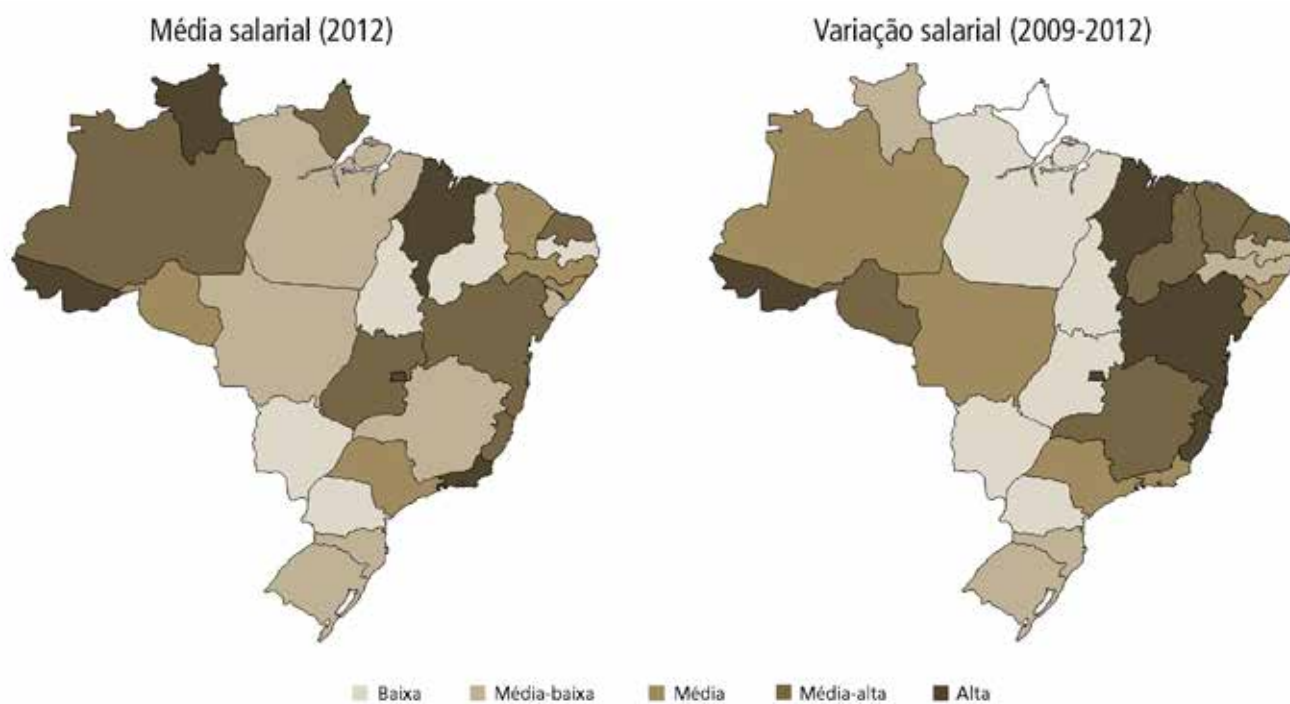 Média salarial (2012)
Variação salarial (2009-2012)
Baixa
Média-baixa
Média
Média-alta
Alta